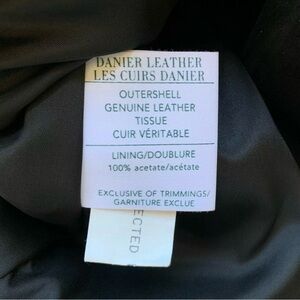 DANIER LEATHER
LES CUIRS DANIER
OUTERSHELL
GENUINE LEATHER
TISSUE
CUIR VÉRITABLE
LINING/DOUBLURE
100% acetate/acétate
EXCLUSIVE OF TRIMMINGS/
GARNITURE EXCLUE
ECTED